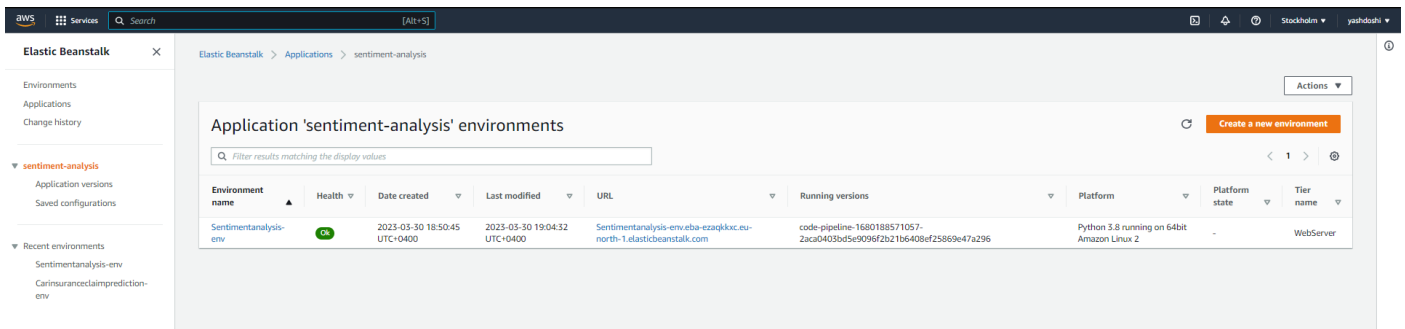 aws Services Search [Alt+S] Stockholm ▼ yashdoshi ▼
Elastic Beanstalk ×
Environments
Applications
Change history
sentiment-analysis
Application versions
Saved configurations
Recent environments
Sentimentanalysis-env
Carinsuranceclaimprediction-
env
Elastic Beanstalk > Applications > sentiment-analysis
Actions ▼
Application 'sentiment-analysis' environments
Create a new environment
Filter results matching the display values
< 1 >
Environment name ▲ Health Date created Last modified URL Running versions Platform Platform state Tier name
Sentimentanalysis-
env
Ok
2023-03-30 18:50:45
UTC+0400
2023-03-30 19:04:32
UTC+0400
Sentimentanalysis-env.eba-ezaqkkxc.eu-
north-1.elasticbeanstalk.com
code-pipeline-1680188571057-
2aca0403bd5e9096f2b21b6408ef25869e47a296
Python 3.8 running on 64bit
Amazon Linux 2
-
WebServer